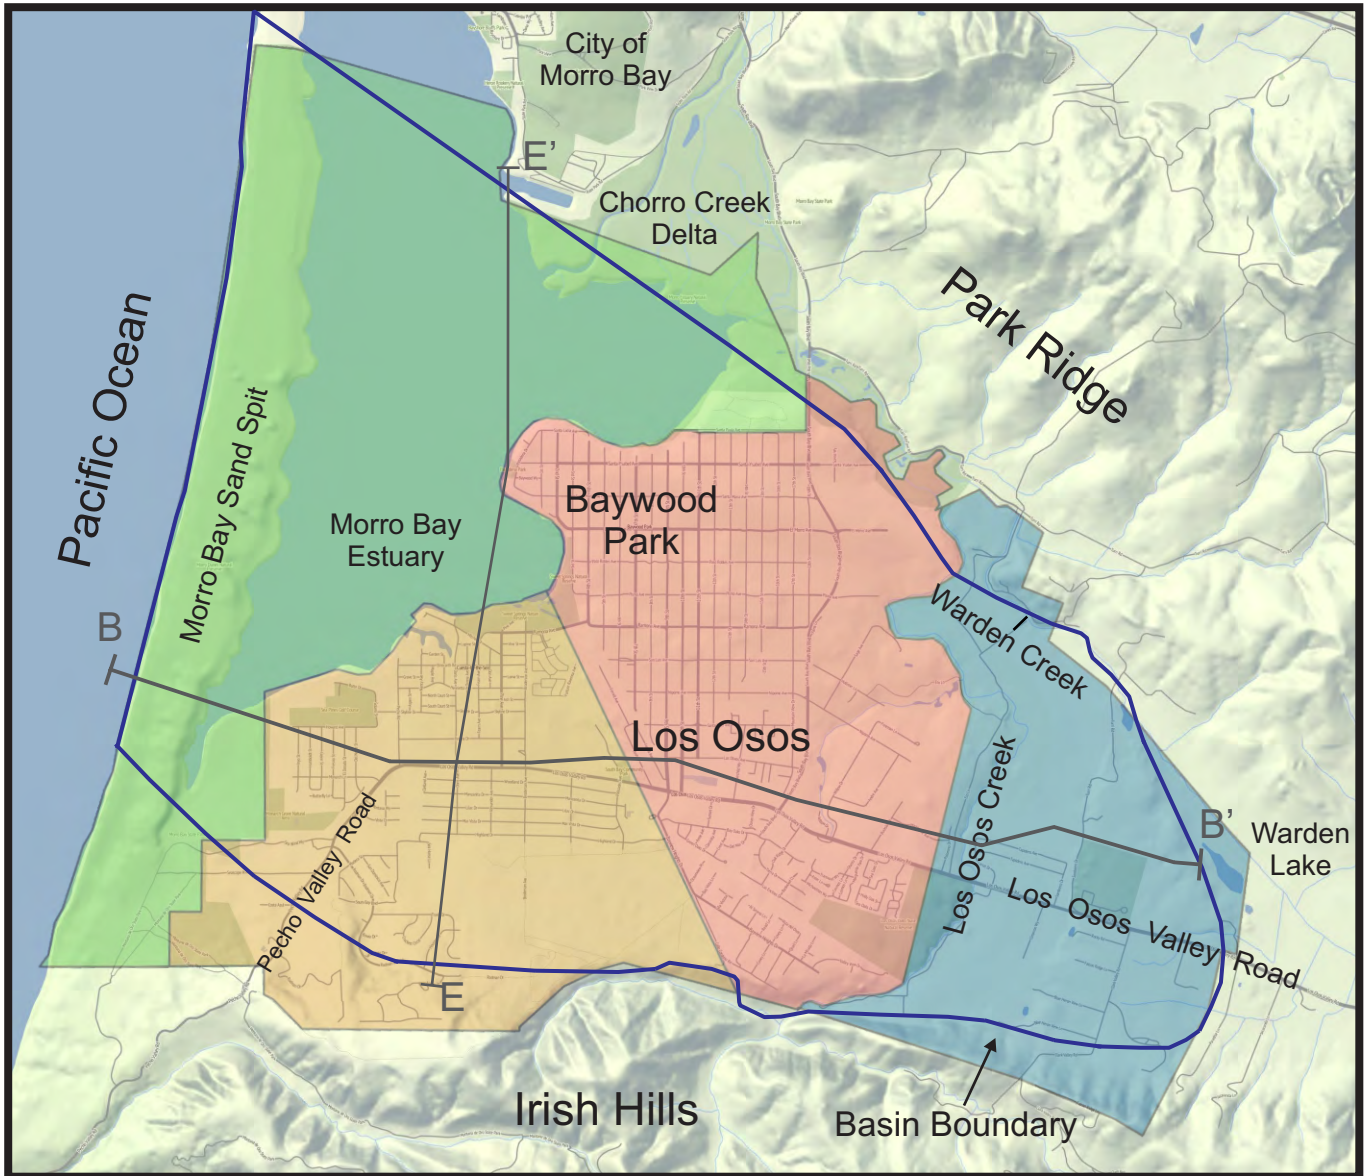 City of
Morro Bay
E’
Chorro Creek
Delta
Park Ridge
Pacific Ocean
Morro Bay Sand Spit
Morro Bay
Estuary
Baywood
Park
B
Warden Creek
Los Osos
Los Osos Creek
Pecho Valley Road
B’
Warden
Lake
Los Osos Valley Road
E
Irish Hills
Basin Boundary